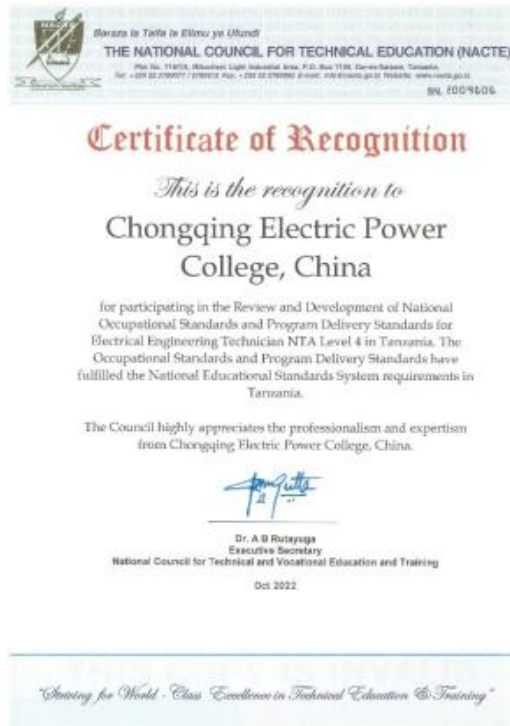 NACTE
Baraza la Taifa la Elimu ya Ufundi
THE NATIONAL COUNCIL FOR TECHNICAL EDUCATION (NACTE)
Certificate of Recognition
This is the recognition to
Chongqing Electric Power
College, China
for participating in the Review and Development of National
Occupational Standards and Program Delivery Standards for
Electrical Engineering Technician NTA Level 4 in Tanzania. The
Occupational Standards and Program Delivery Standards have
fulfilled the National Educational Standards System requirements in
Tanzania.
The Council highly appreciates the professionalism and expertism
from Chongqing Electric Power College, China.
Dr. A B Rutayuga
Executive Secretary
National Council for Technical and Vocational Education and Training
Oct 2022
"Striving for World - Class Excellence in Technical Education & Training"